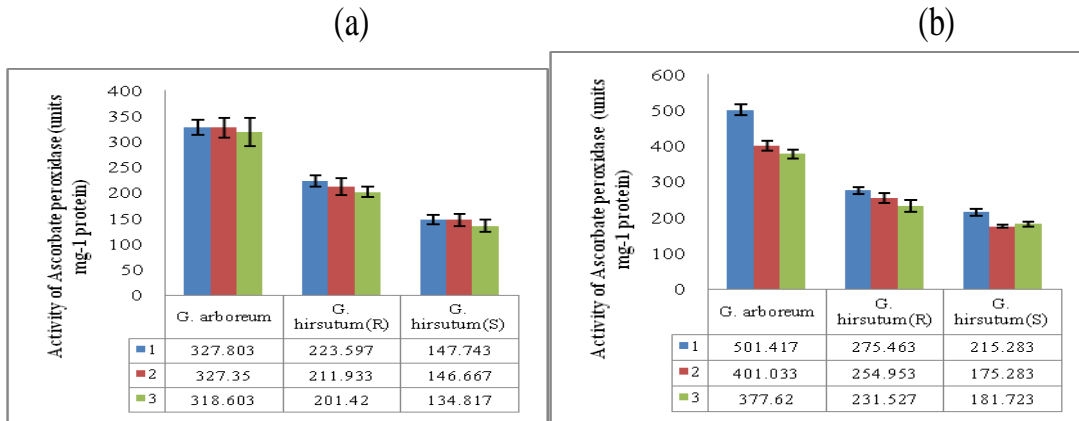 (a)
Activity of Ascorbate peroxidase (units
mg-1 protein)
400
350
300
250
200
150
100
50
0
G. arboreum G. hirsutum (R) G. hirsutum (S)
1 327.803 223.597 147.743
2 327.35 211.933 146.667
3 318.603 201.42 134.817
(b)
Activity of Ascorbate peroxidase (units
mg-1 protein)
600
500
400
300
200
100
0
G. arboreum G. hirsutum (R) G. hirsutum (S)
1 501.417 275.463 215.283
2 401.033 254.953 175.283
3 377.62 231.527 181.723